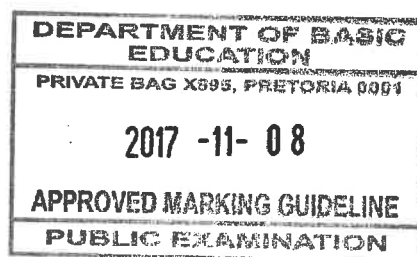 DEPARTMENT OF BASIC
EDUCATION
PRIVATE BAG X895, PRETORIA 0001
2017 -11- 08
APPROVED MARKING GUIDELINE
PUBLIC EXAMINATION